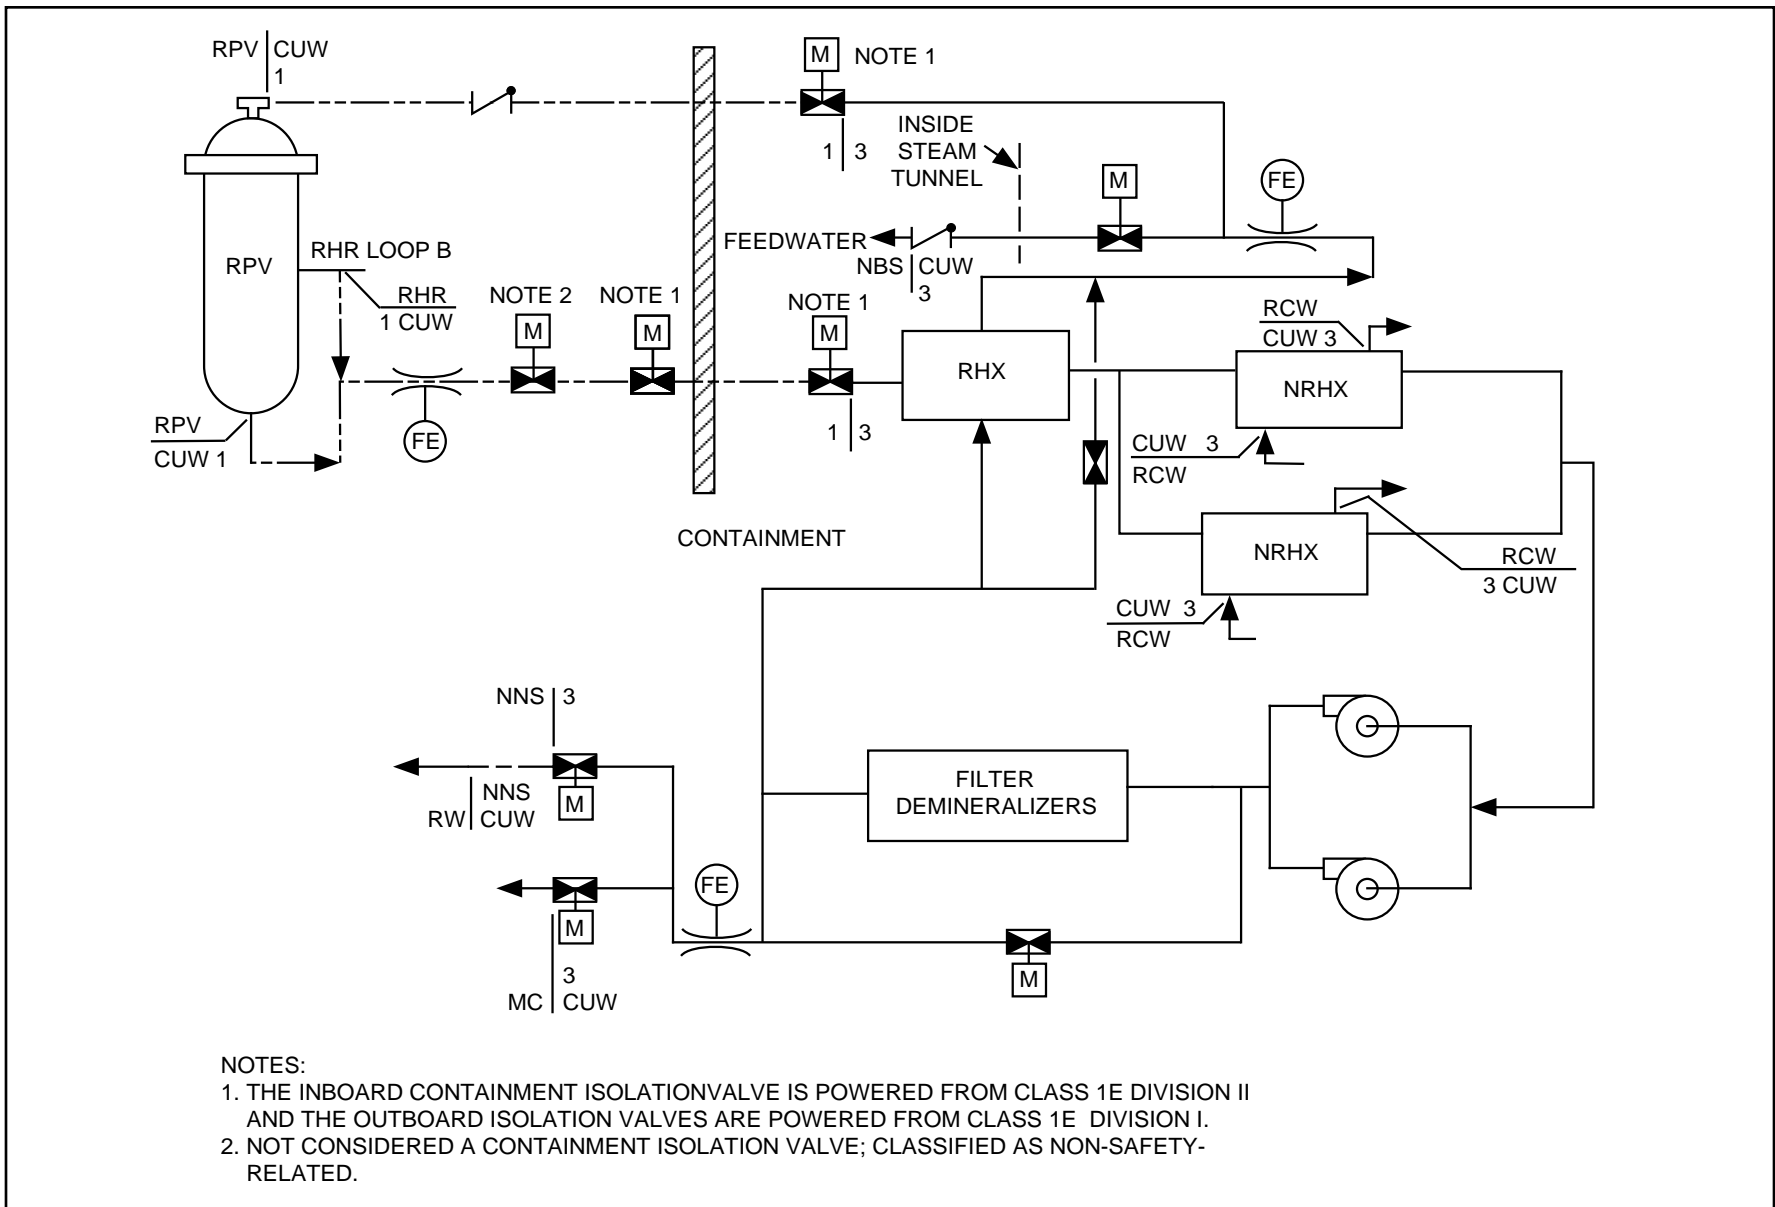 RPV CUW
1
M NOTE 1
1 3
INSIDE
STEAM
TUNNEL
M
FE
FEEDWATER
NBS CUW
3
RPV
RHR LOOP B
RHR
1 CUW
NOTE 2
M
NOTE 1
M
NOTE 1
M
1 3
FE
RPV
CUW 1
RHX
RCW
CUW 3
NRHX
CUW 3
RCW
NRHX
RCW
3 CUW
CUW 3
RCW
CONTAINMENT
NNS 3
M
NNS
RW CUW
M
3
MC CUW
FE
FILTER
DEMINERALIZERS
M
NOTES:
1. THE INBOARD CONTAINMENT ISOLATIONVALVE IS POWERED FROM CLASS 1E DIVISION II
AND THE OUTBOARD ISOLATION VALVES ARE POWERED FROM CLASS 1E DIVISION I.
2. NOT CONSIDERED A CONTAINMENT ISOLATION VALVE; CLASSIFIED AS NON-SAFETY-
RELATED.